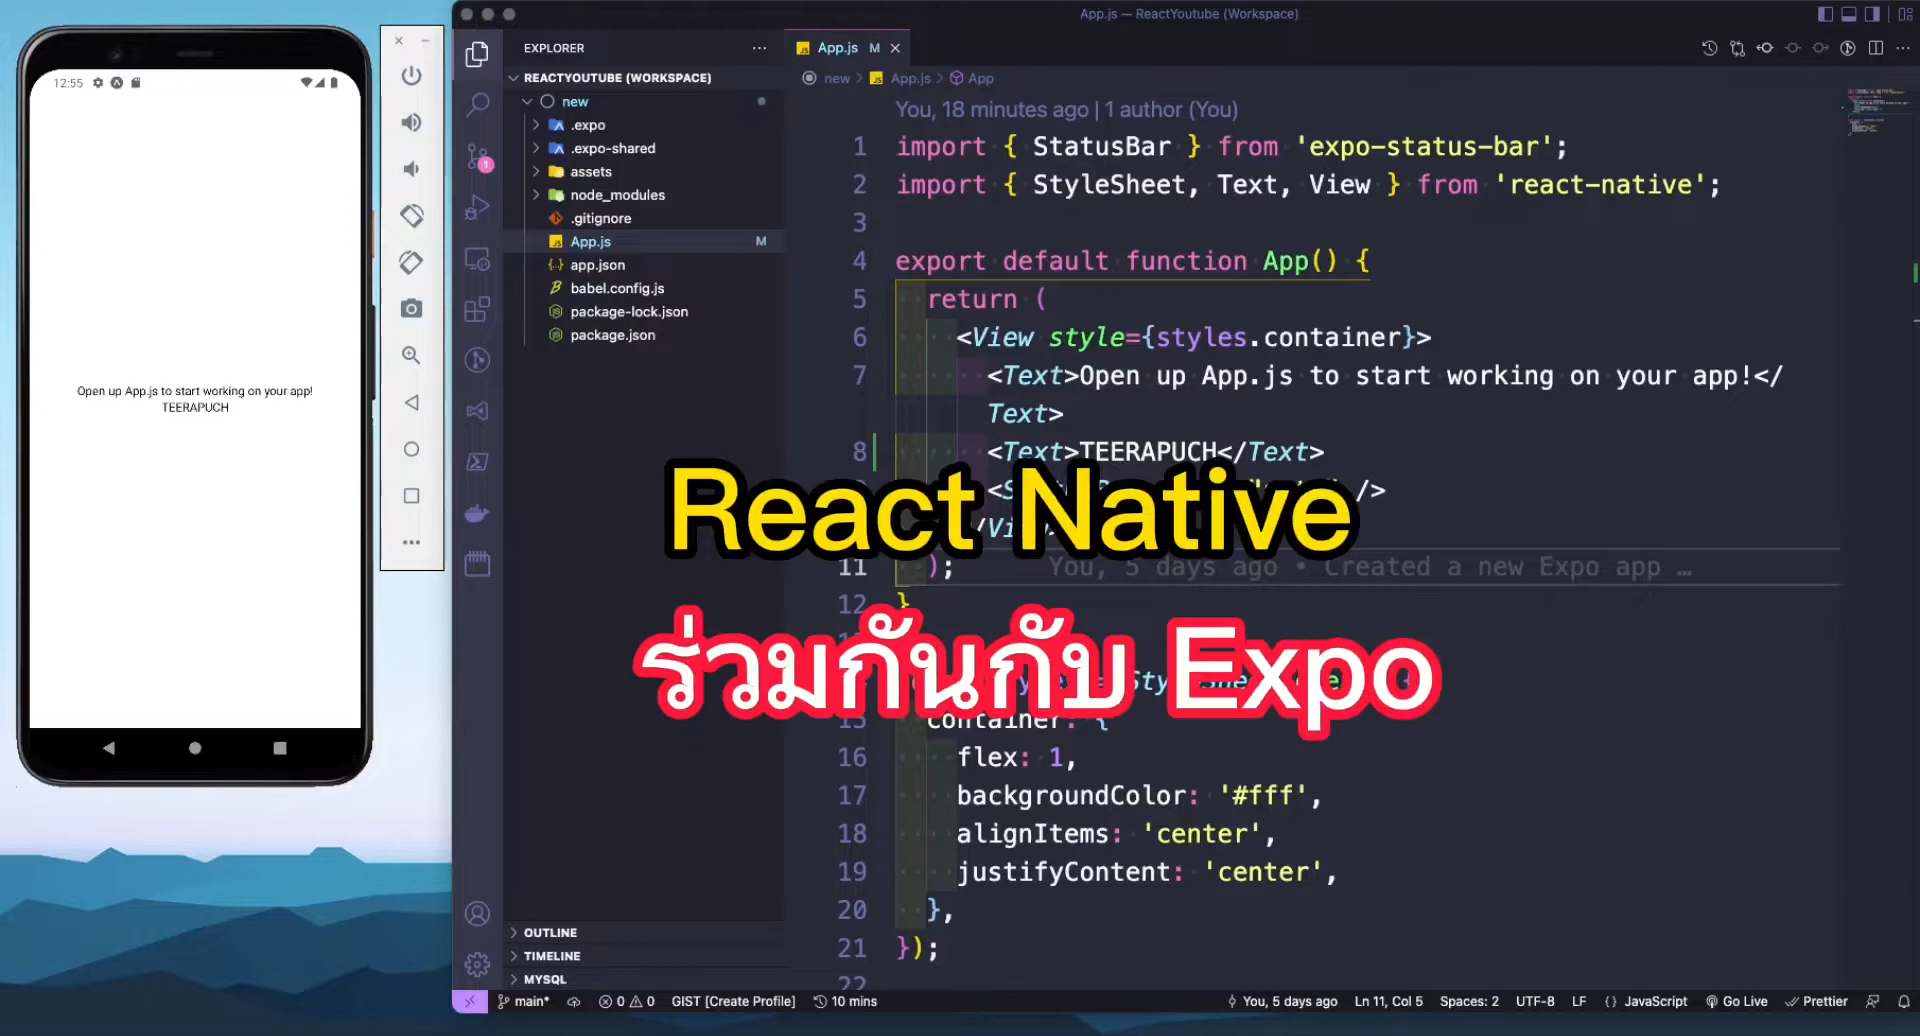 12:55
Open up App.js to start working on your app!
TEERAPUCH
App.js — ReactYoutube (Workspace)
EXPLORER
REACTYOUTUBE (WORKSPACE)
new
.expo
.expo-shared
assets
node_modules
.gitignore
App.js M
app.json
babel.config.js
package-lock.json
package.json
OUTLINE
TIMELINE
MYSQL
1
App.js M
new > App.js > App
You, 18 minutes ago | 1 author (You)
1 import { StatusBar } from 'expo-status-bar';
2 import { StyleSheet, Text, View } from 'react-native';
3
4 export default function App() {
5 return (
6 <View style={styles.container}>
7 <Text>Open up App.js to start working on your app!</
Text>
8 <Text>TEERAPUCH</Text>
/>
React Native
11 ); You, 5 days ago • Created a new Expo app …
12 }
ร่วมกันกับ Expo
15 container: {
16 flex: 1,
17 backgroundColor: '#fff',
18 alignItems: 'center',
19 justifyContent: 'center',
20 },
21 });
22
main* 0 0 GIST [Create Profile] 10 mins You, 5 days ago Ln 11, Col 5 Spaces: 2 UTF-8 LF {} JavaScript Go Live Prettier